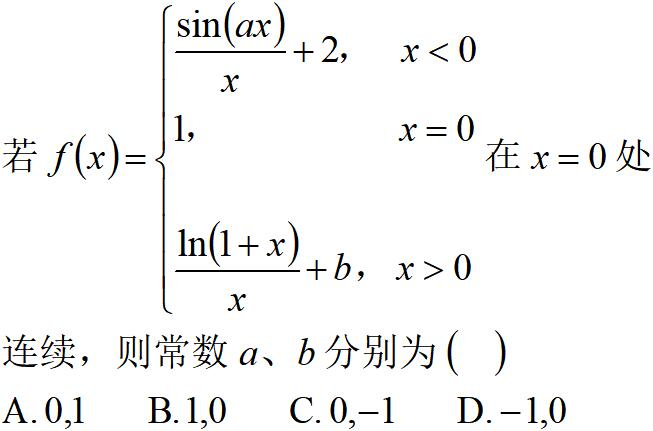 sin(ax)/x + 2, x < 0
若 f(x) = { 1, x = 0 在 x = 0 处
ln(1+x)/x + b, x > 0
连续，则常数 a、b 分别为 ( )
A. 0,1 B. 1,0 C. 0,−1 D. −1,0